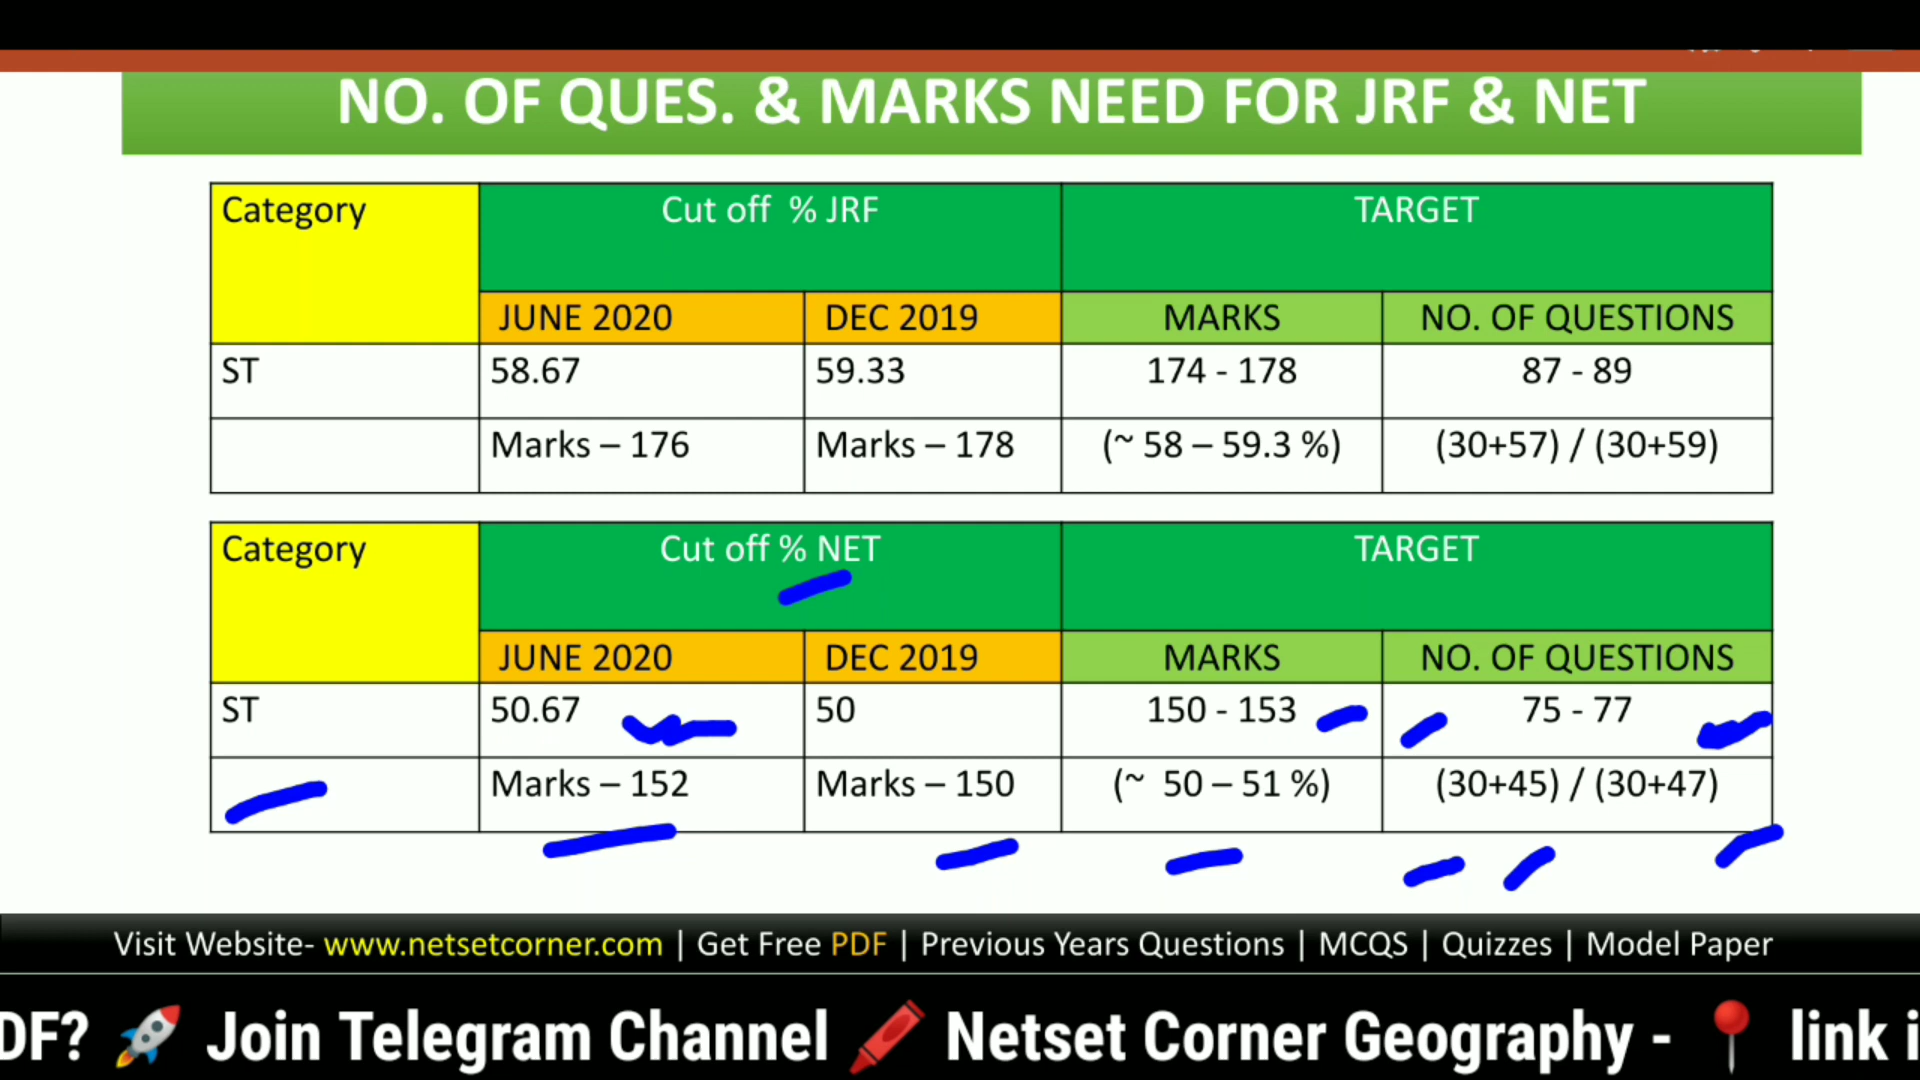 NO. OF QUES. & MARKS NEED FOR JRF & NET
Category Cut off % JRF TARGET
JUNE 2020 DEC 2019 MARKS NO. OF QUESTIONS
ST 58.67 59.33 174 - 178 87 - 89
Marks – 176 Marks – 178 (~ 58 – 59.3 %) (30+57) / (30+59)
Category Cut off % NET TARGET
JUNE 2020 DEC 2019 MARKS NO. OF QUESTIONS
ST 50.67 50 150 - 153 75 - 77
Marks – 152 Marks – 150 (~ 50 – 51 %) (30+45) / (30+47)
Visit Website- www.netsetcorner.com | Get Free PDF | Previous Years Questions | MCQS | Quizzes | Model Paper
DF? 🚀 Join Telegram Channel 🖍 Netset Corner Geography - 📍 link i